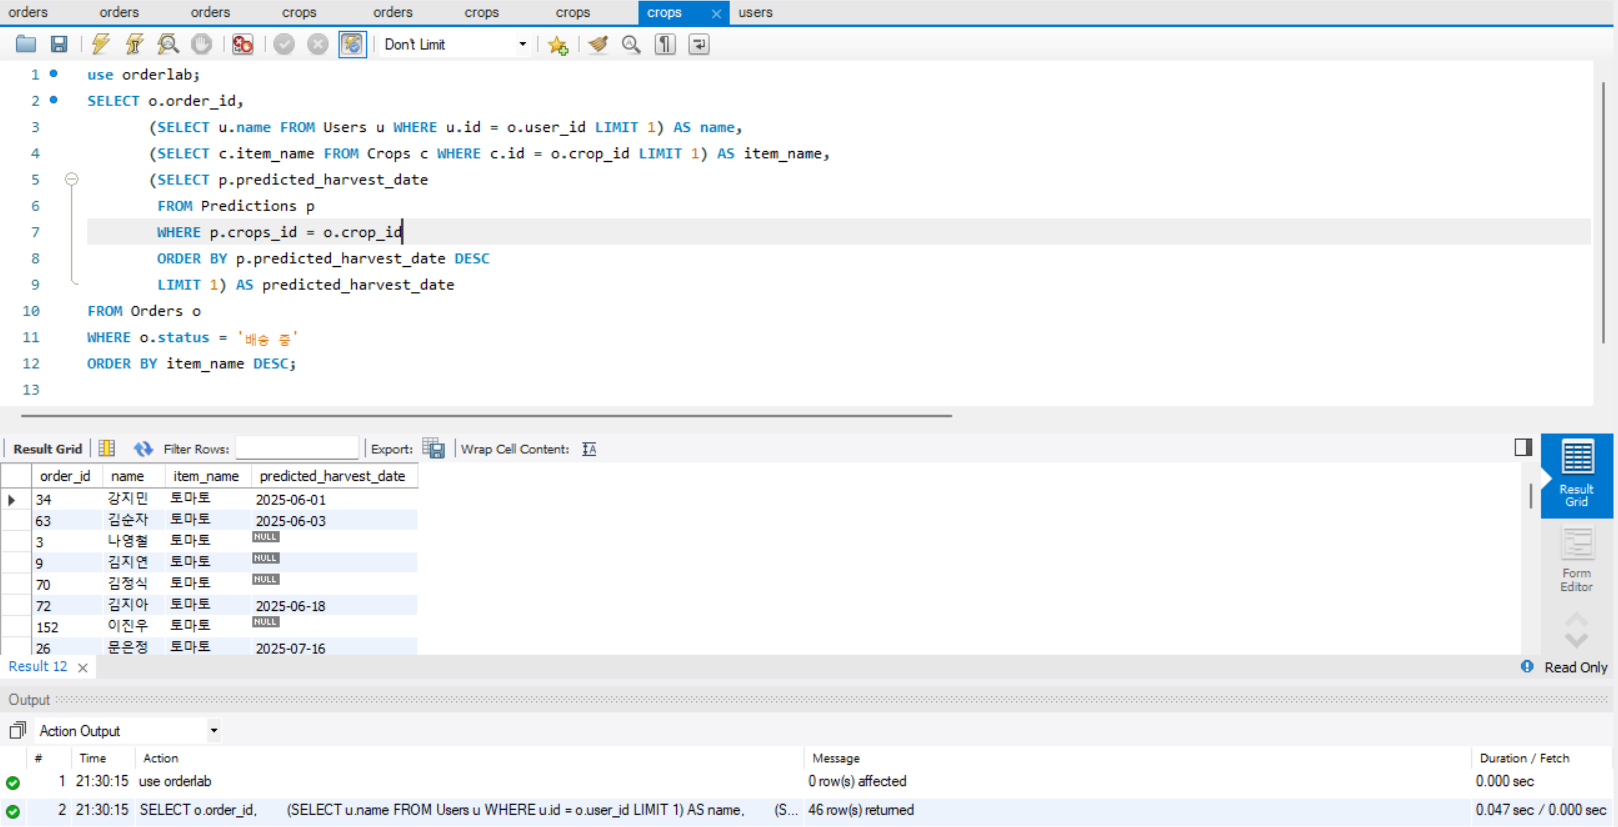 orders orders orders crops orders crops crops crops × users
Don't Limit
1 use orderlab;
2 SELECT o.order_id,
3 (SELECT u.name FROM Users u WHERE u.id = o.user_id LIMIT 1) AS name,
4 (SELECT c.item_name FROM Crops c WHERE c.id = o.crop_id LIMIT 1) AS item_name,
5 (SELECT p.predicted_harvest_date
6 FROM Predictions p
7 WHERE p.crops_id = o.crop_id
8 ORDER BY p.predicted_harvest_date DESC
9 LIMIT 1) AS predicted_harvest_date
10 FROM Orders o
11 WHERE o.status = '배송 중'
12 ORDER BY item_name DESC;
13
Result Grid Filter Rows: Export: Wrap Cell Content:
order_id name item_name predicted_harvest_date
34 강지민 토마토 2025-06-01
63 김순자 토마토 2025-06-03
3 나영철 토마토 NULL
9 김지연 토마토 NULL
70 김정식 토마토 NULL
72 김지아 토마토 2025-06-18
152 이진우 토마토 NULL
26 문은정 토마토 2025-07-16
Result
Grid
Form
Editor
Result 12 × Read Only
Output
Action Output
# Time Action Message Duration / Fetch
1 21:30:15 use orderlab 0 row(s) affected 0.000 sec
2 21:30:15 SELECT o.order_id, (SELECT u.name FROM Users u WHERE u.id = o.user_id LIMIT 1) AS name, (S... 46 row(s) returned 0.047 sec / 0.000 sec